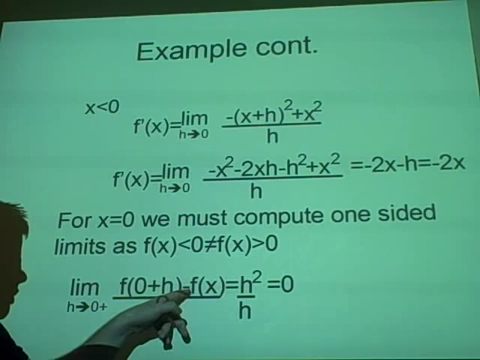 Example cont.
x<0
f'(x)=lim h→0 -(x+h)²+x² / h
f'(x)=lim h→0 -x²-2xh-h²+x² / h =-2x-h=-2x
For x=0 we must compute one sided
limits as f(x)<0≠f(x)>0
lim h→0+ f(0+h)-f(x)=h² / h =0